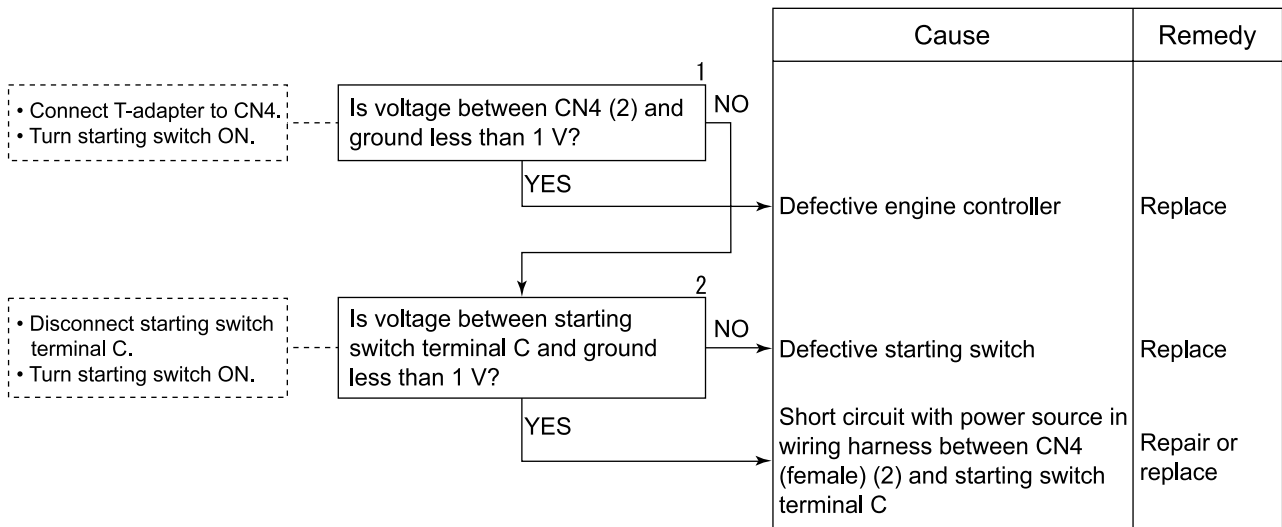 Cause
Remedy
1
• Connect T-adapter to CN4.
• Turn starting switch ON.
Is voltage between CN4 (2) and
ground less than 1 V?
NO
YES
Defective engine controller
Replace
2
• Disconnect starting switch
terminal C.
• Turn starting switch ON.
Is voltage between starting
switch terminal C and ground
less than 1 V?
NO
Defective starting switch
Replace
YES
Short circuit with power source in
wiring harness between CN4
(female) (2) and starting switch
terminal C
Repair or
replace